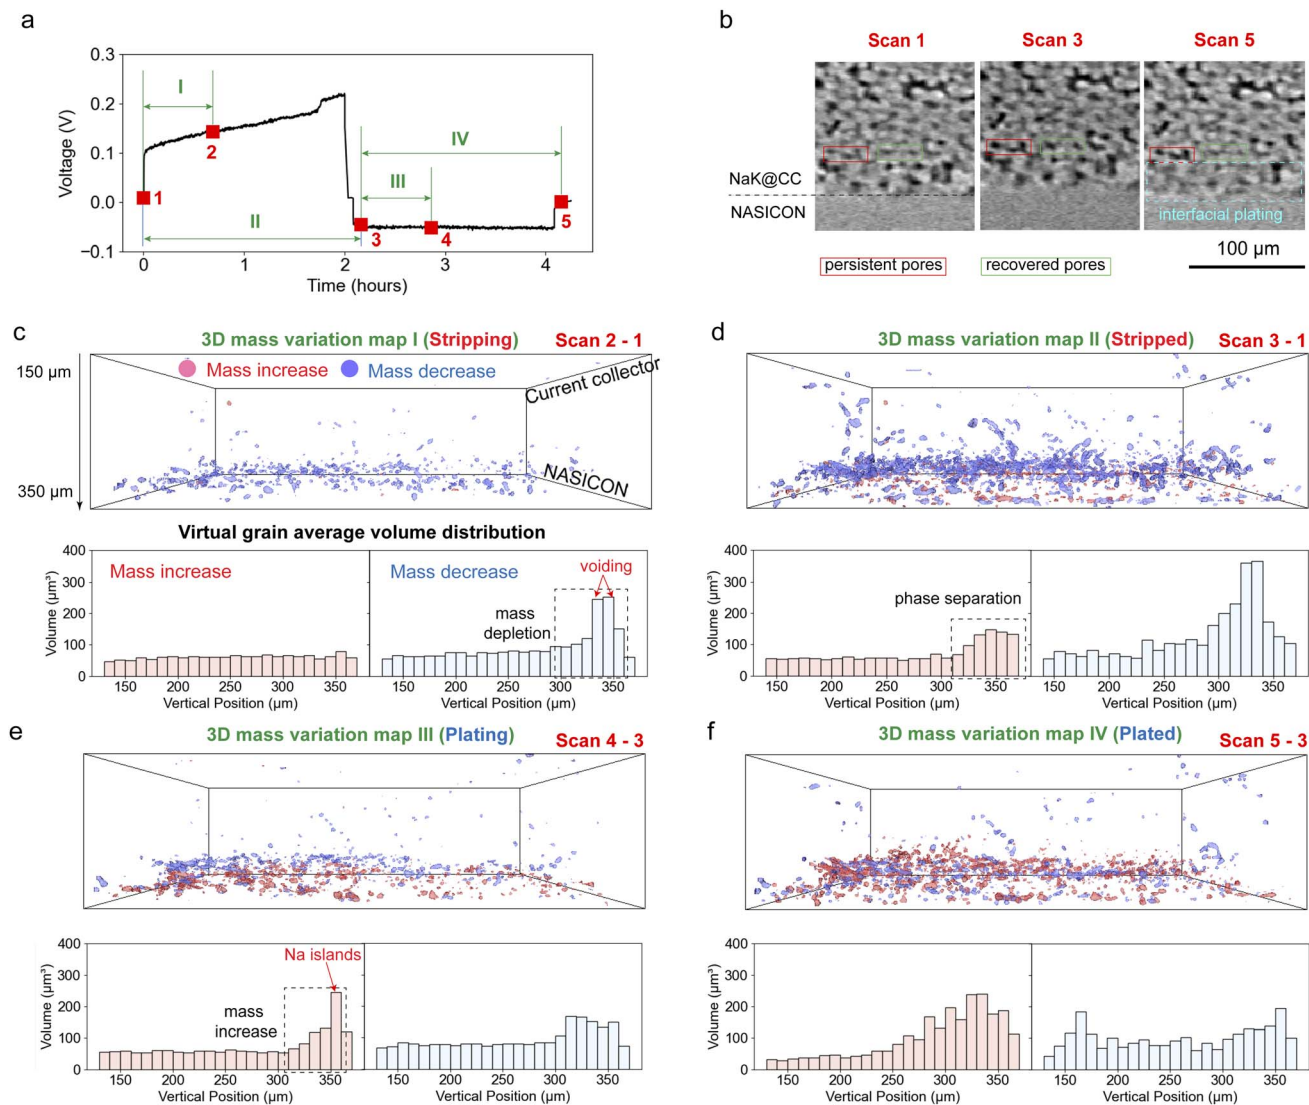 a
0.3
0.2
0.1
0.0
−0.1
Voltage (V)
0
1
2
3
4
Time (hours)
I
II
III
IV
1
2
3
4
5
b
Scan 1
Scan 3
Scan 5
NaK@CC
NASICON
interfacial plating
persistent pores
recovered pores
100 µm
c
3D mass variation map I (Stripping)
Scan 2 - 1
150 µm
350 µm
Mass increase
Mass decrease
Current collector
NASICON
Virtual grain average volume distribution
400
300
200
100
0
Volume (µm³)
Mass increase
Mass decrease
mass
depletion
voiding
150 200 250 300 350
150 200 250 300 350
Vertical Position (µm)
Vertical Position (µm)
d
3D mass variation map II (Stripped)
Scan 3 - 1
400
300
200
100
0
Volume (µm³)
phase separation
150 200 250 300 350
150 200 250 300 350
Vertical Position (µm)
Vertical Position (µm)
e
3D mass variation map III (Plating)
Scan 4 - 3
400
300
200
100
0
Volume (µm³)
Na islands
mass
increase
150 200 250 300 350
150 200 250 300 350
Vertical Position (µm)
Vertical Position (µm)
f
3D mass variation map IV (Plated)
Scan 5 - 3
400
300
200
100
0
Volume (µm³)
150 200 250 300 350
150 200 250 300 350
Vertical Position (µm)
Vertical Position (µm)